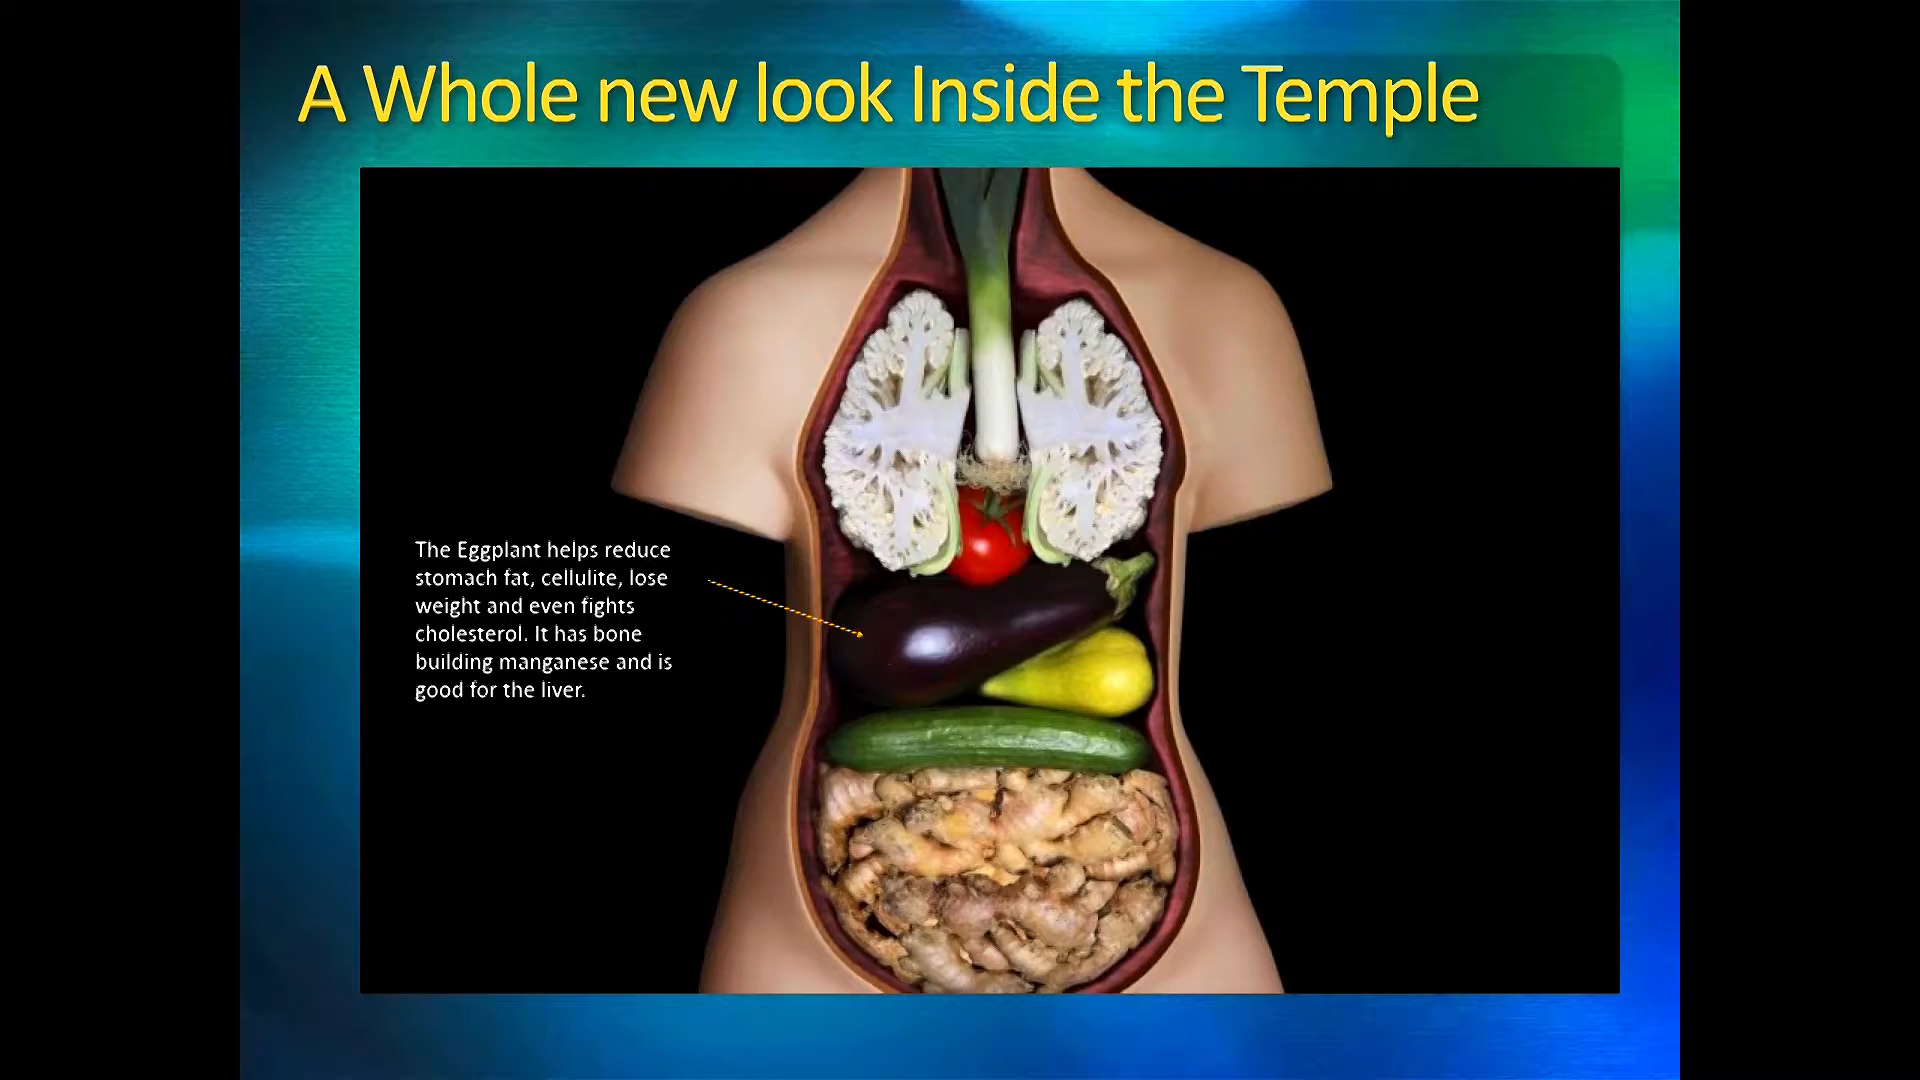 A Whole new look Inside the Temple
The Eggplant helps reduce
stomach fat, cellulite, lose
weight and even fights
cholesterol. It has bone
building manganese and is
good for the liver.